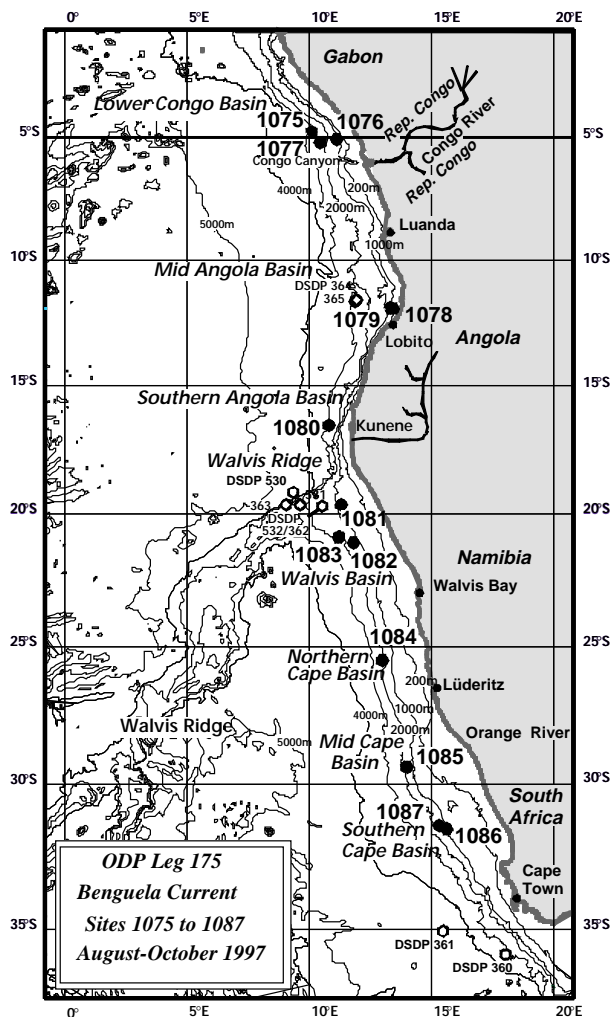 0° 5°E 10°E 15°E 20°E
Gabon
Lower Congo Basin
Rep. Congo
1075 1076
5°S
1077
Congo River
Congo Canyon
Rep. Congo
4000m
200m
2000m
5000m
Luanda
1000m
10°S
Mid Angola Basin
DSDP 364
365
1079 1078
Lobito
Angola
15°S
Southern Angola Basin
1080
Kunene
Walvis Ridge
DSDP 530
20°S
363
DSDP
532/362
1081
1083 1082
Walvis Basin
Namibia
Walvis Bay
1084
25°S
Northern
Cape Basin
200m
Lüderitz
4000m
1000m
2000m
Walvis Ridge
5000m
Orange River
Mid Cape
Basin
1085
30°S
South
Africa
1087
1086
Southern
Cape Basin
Cape
Town
ODP Leg 175
Benguela Current
Sites 1075 to 1087
August-October 1997
35°S
DSDP 361
DSDP 360
0° 5°E 10°E 15°E 20°E